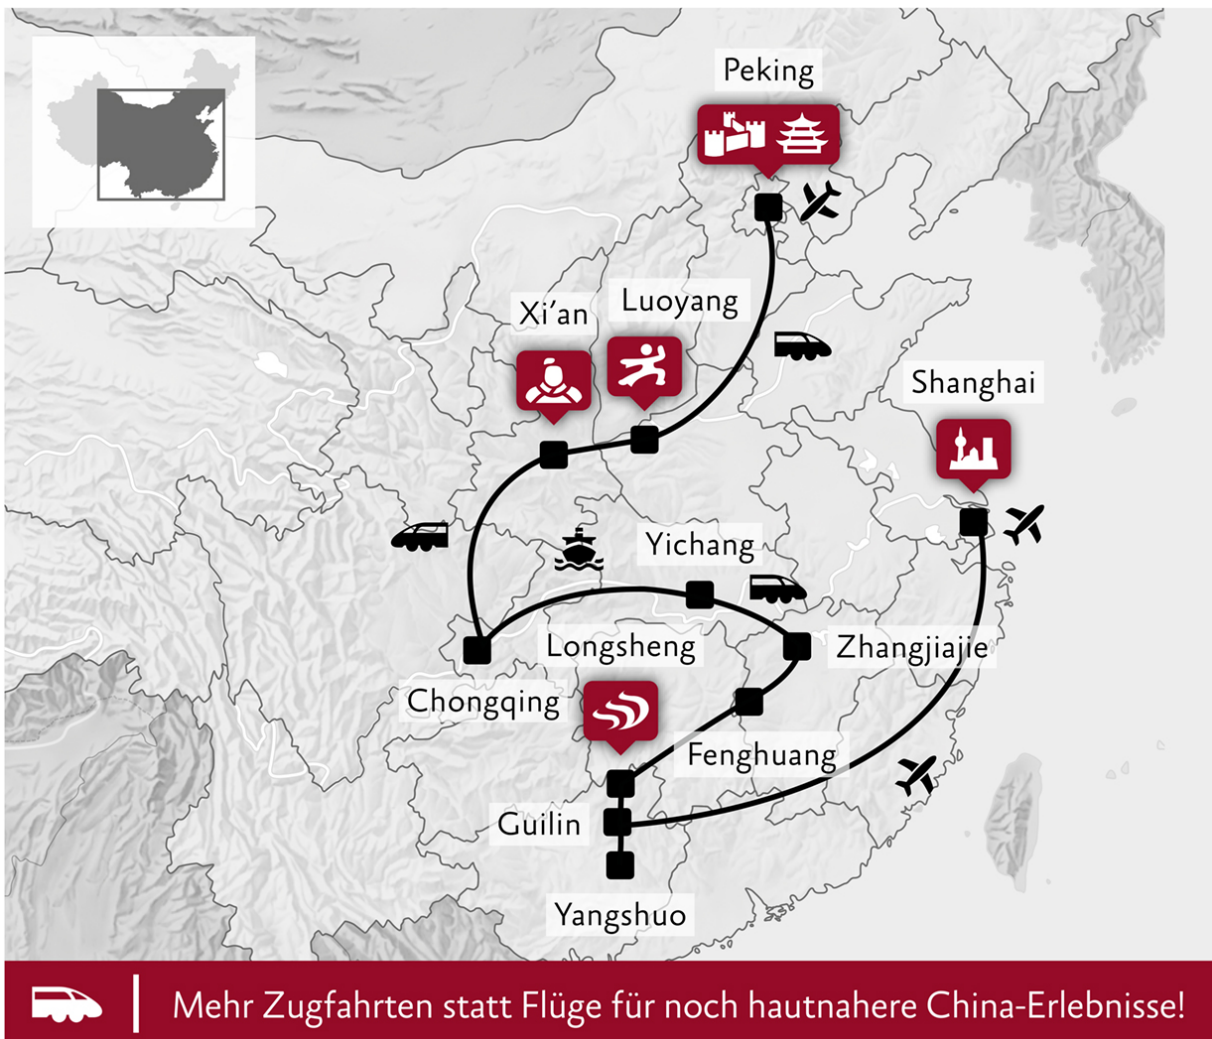 Peking
Luoyang
Xi’an
Shanghai
Yichang
Longsheng
Zhangjiajie
Chongqing
Fenghuang
Guilin
Yangshuo
Mehr Zugfahrten statt Flüge für noch hautnahere China-Erlebnisse!